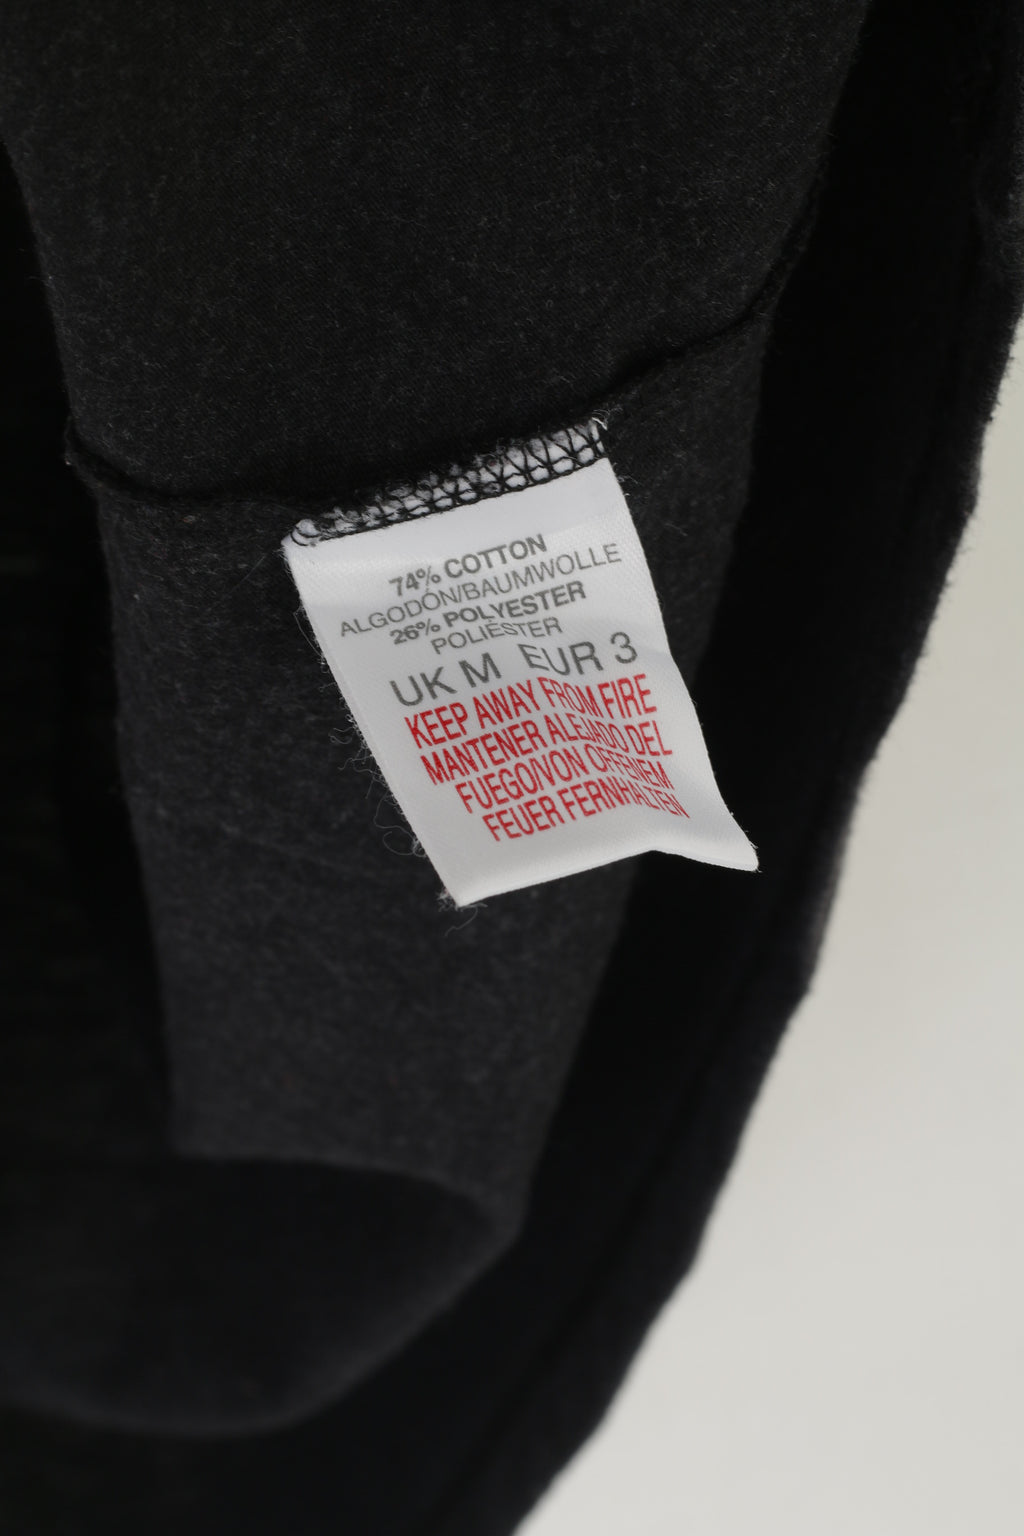 74% COTTON
ALGODÓN/BAUMWOLLE
26% POLYESTER
POLIÉSTER
UK M EUR 3
KEEP AWAY FROM FIRE
MANTENER ALEJADO DEL
FUEGO/VON OFFENEM
FEUER FERNHALTEN